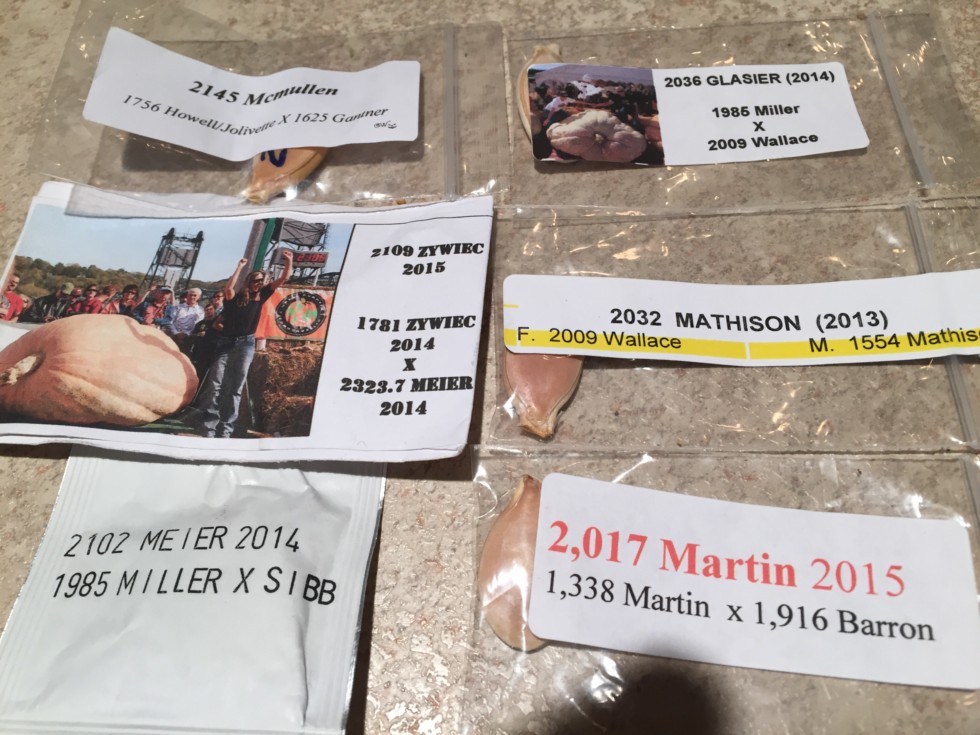 2145 Mcmullen
1756 Howell/Jolivette X 1625 Gantner
2036 GLASIER (2014)
1985 Miller
X
2009 Wallace
2109 ZYWIEC
2015
1781 ZYWIEC
2014
X
2323.7 MEIER
2014
2032 MATHISON (2013)
F. 2009 Wallace M. 1554 Mathis
2102 MEIER 2014
1985 MILLER X SIBB
2,017 Martin 2015
1,338 Martin x 1,916 Barron